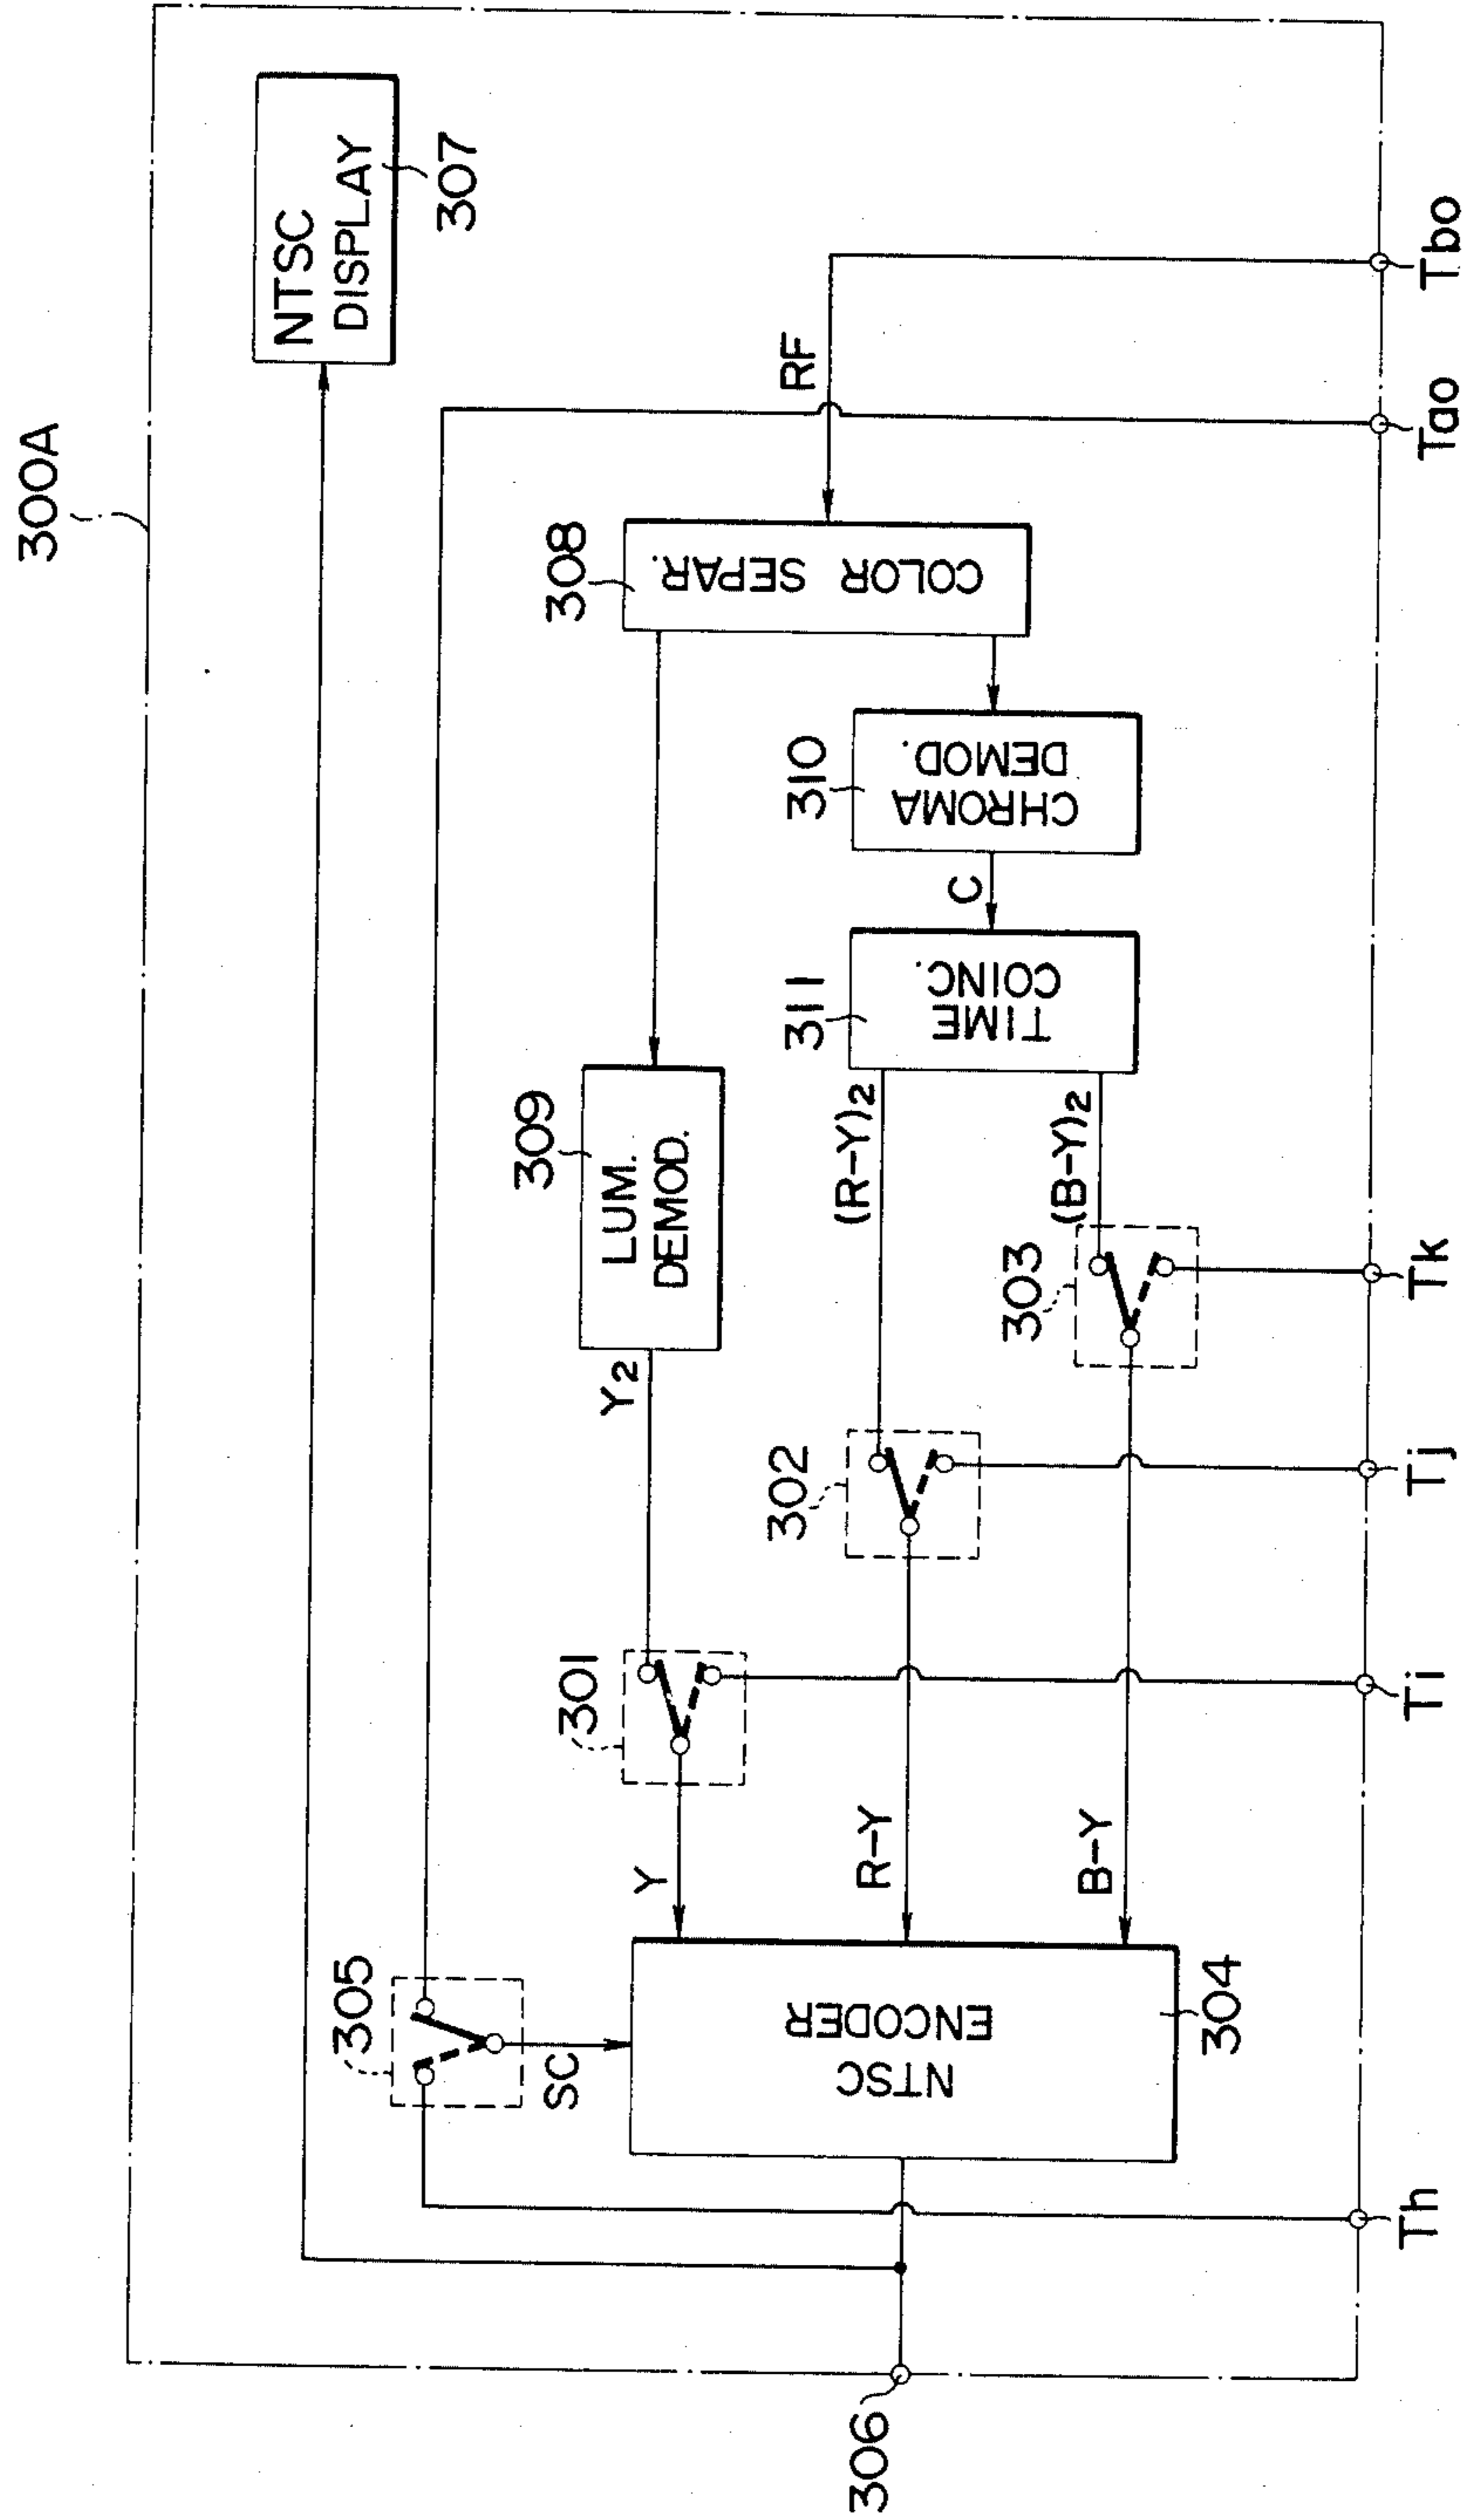 300A
NTSC
DISPLAY
307
305
SC
Th
306
NTSC
ENCODER
304
Y
R-Y
B-Y
301
Ti
302
Tj
303
Tk
Y2
LUM.
DEMOD.
309
(R-Y)2
(B-Y)2
TIME
COINC.
311
C
CHROMA
DEMOD.
310
COLOR SEPAR.
308
RF
Tao
Tbo